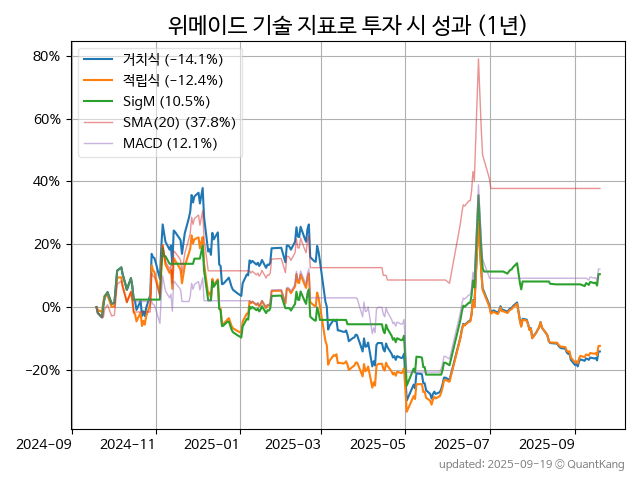 위메이드 기술 지표로 투자 시 성과 (1년)
80%
60%
40%
20%
0%
−20%
거치식 (−14.1%)
적립식 (−12.4%)
SigM (10.5%)
SMA(20) (37.8%)
MACD (12.1%)
2024-09
2024-11
2025-01
2025-03
2025-05
2025-07
2025-09
updated: 2025-09-19 © QuantKang